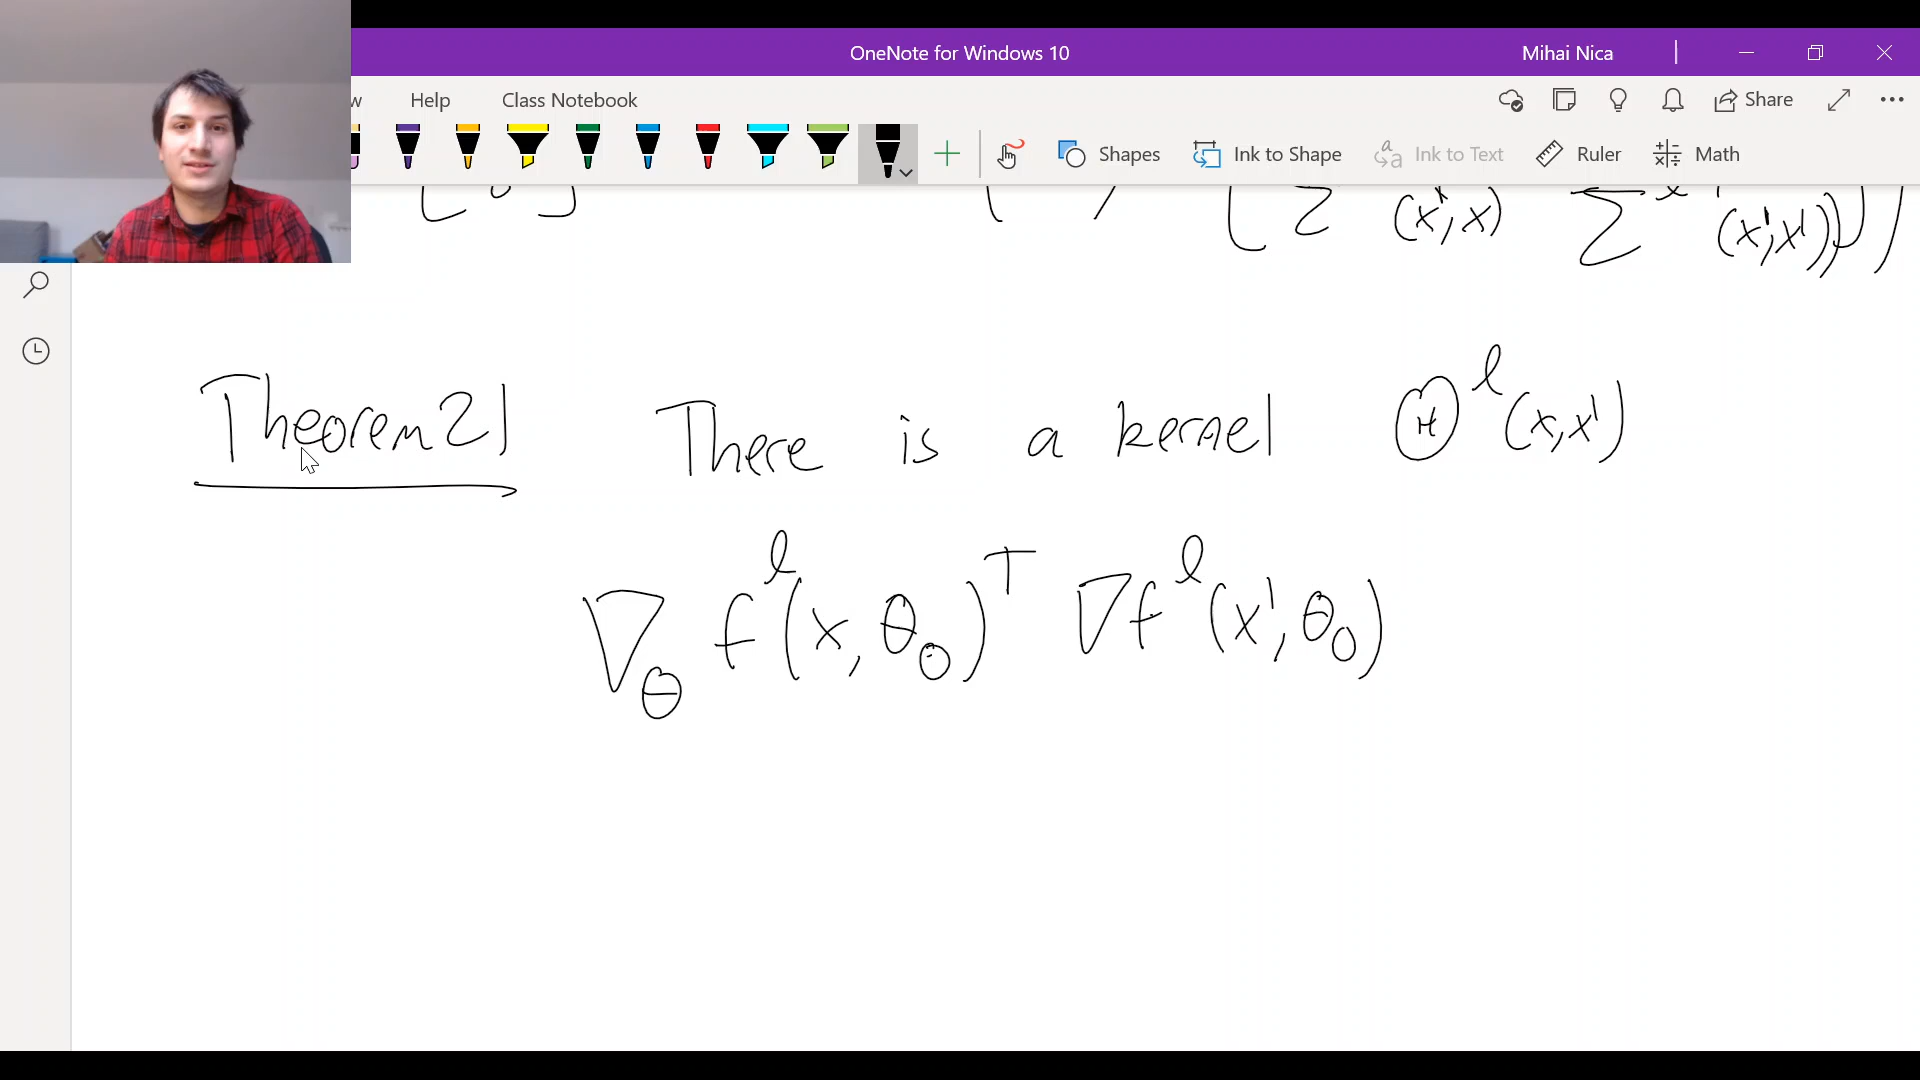 OneNote for Windows 10 Mihai Nica
w Help Class Notebook Share
Shapes Ink to Shape Ink to Text Ruler Math
(x', x) Σ (x', x')))
Theorem 2] There is a kernel Θ^l(x,x')
∇_θ f^l(x, θ_0)^T ∇f^l(x', θ_0)